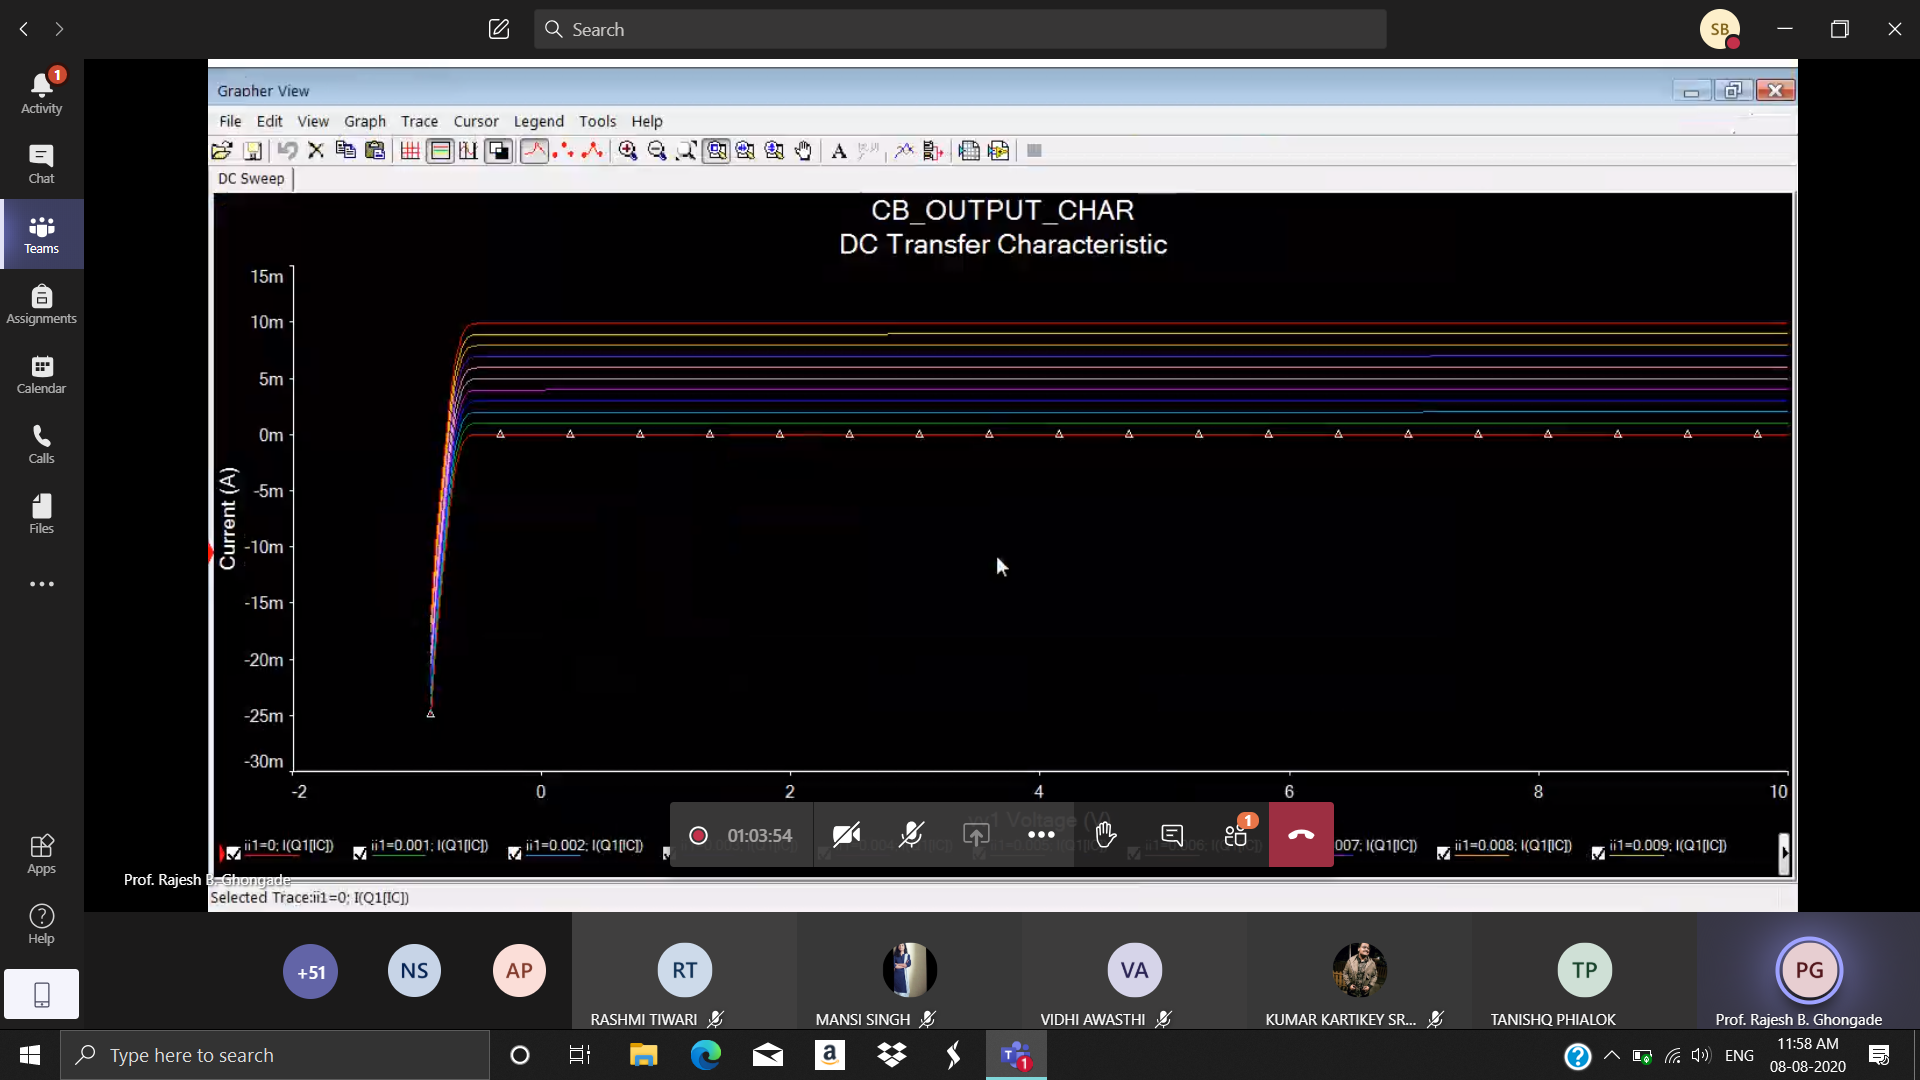 Search
SB
1
Activity
Chat
Teams
Assignments
Calendar
Calls
Files
Apps
Help
Grapher View
File Edit View Graph Trace Cursor Legend Tools Help
DC Sweep
CB_OUTPUT_CHAR
DC Transfer Characteristic
Current (A)
15m
10m
5m
0m
-5m
-10m
-15m
-20m
-25m
-30m
-2 0 2 4 6 8 10
vv1 Voltage (V)
01:03:54
1
ii1=0; I(Q1[IC]) ii1=0.001; I(Q1[IC]) ii1=0.002; I(Q1[IC]) 007; I(Q1[IC]) ii1=0.008; I(Q1[IC]) ii1=0.009; I(Q1[IC])
Prof. Rajesh B. Ghongade
Selected Trace:ii1=0; I(Q1[IC])
+51 NS AP RT VA TP PG
RASHMI TIWARI MANSI SINGH VIDHI AWASTHI KUMAR KARTIKEY SR... TANISHQ PHIALOK Prof. Rajesh B. Ghongade
Type here to search
a
1
ENG
11:58 AM
08-08-2020